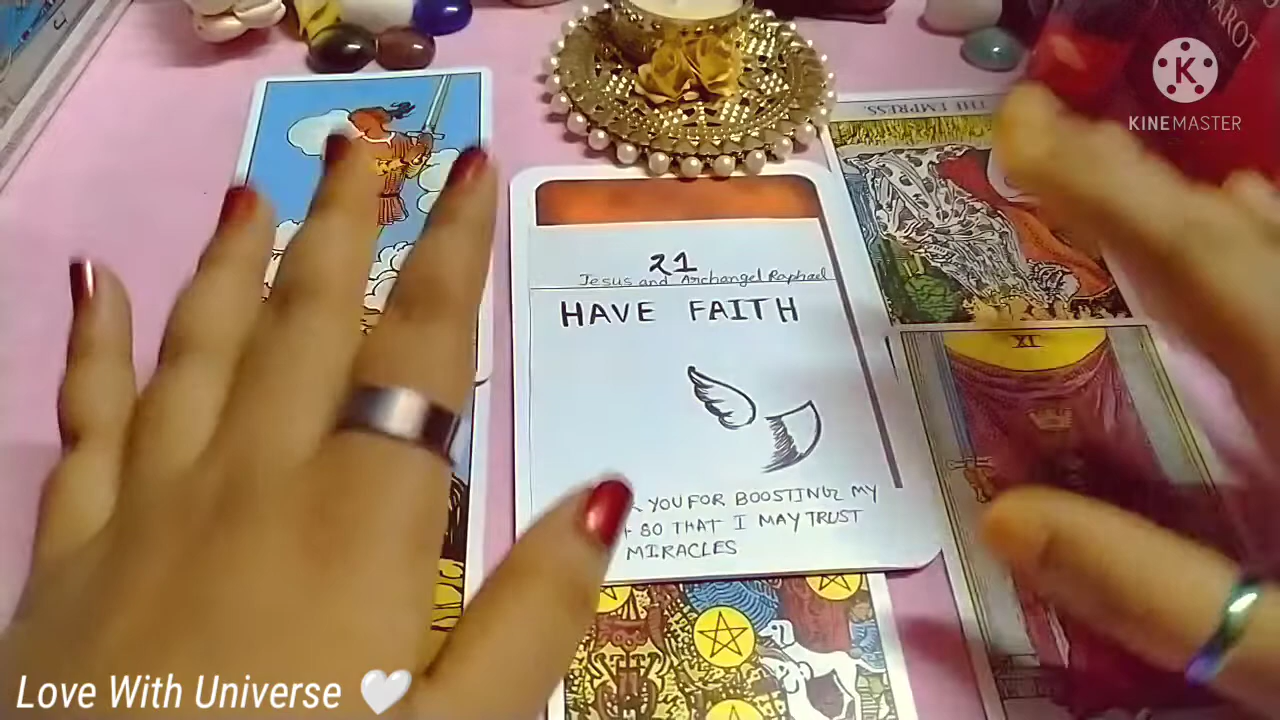 TAROT
KINEMASTER
THE EMPRESS.
21
Jesus and Archangel Raphael
HAVE FAITH
YOU FOR BOOSTING MY
SO THAT I MAY TRUST
MIRACLES
Love With Universe 🤍